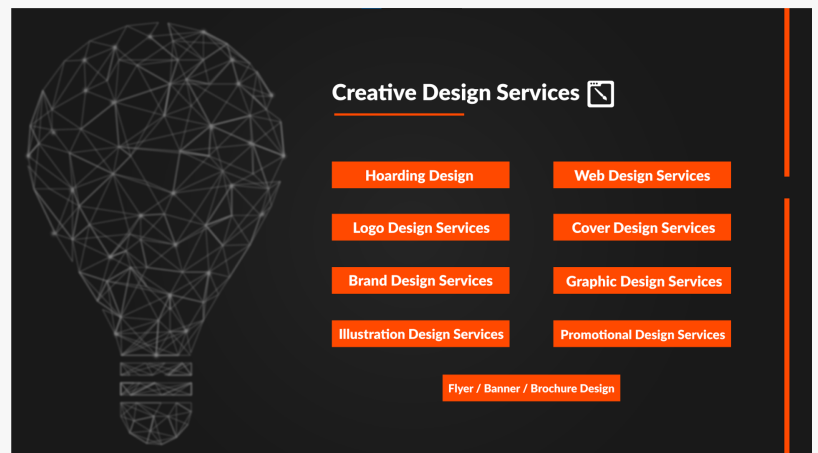 Creative Design Services
Hoarding Design
Web Design Services
Logo Design Services
Cover Design Services
Brand Design Services
Graphic Design Services
Illustration Design Services
Promotional Design Services
Flyer / Banner / Brochure Design